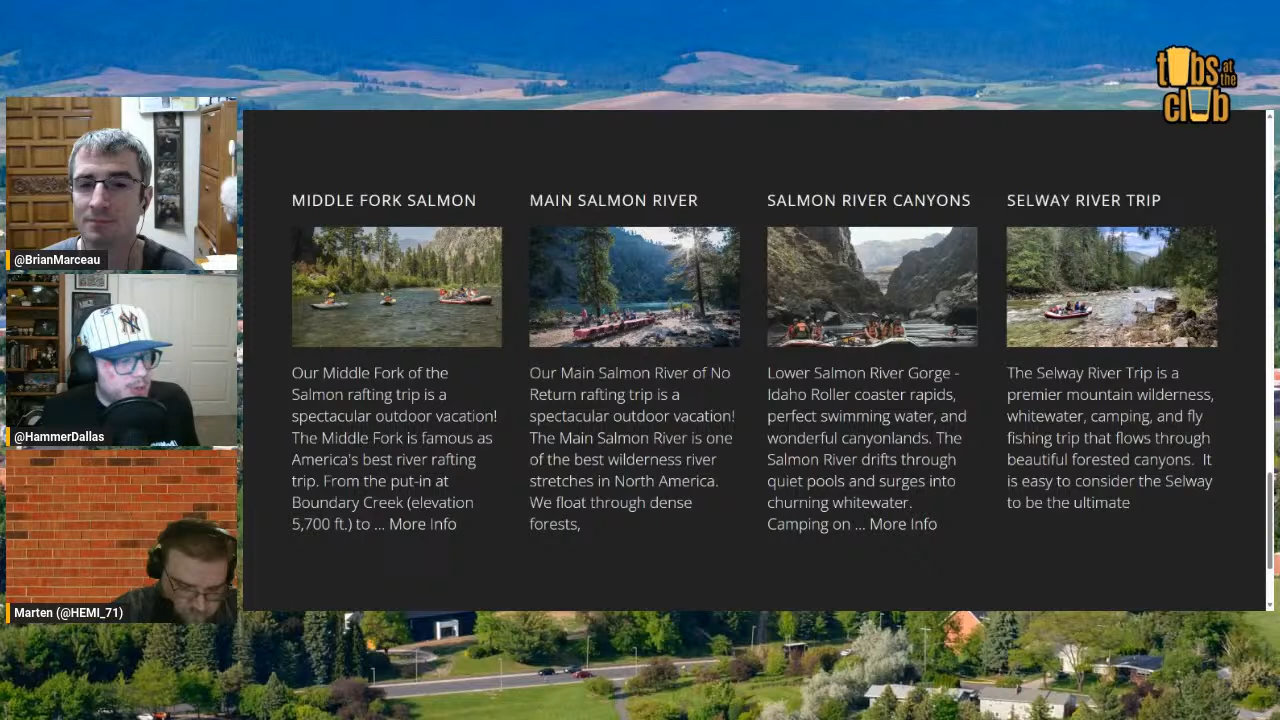 tubs at the club
@BrianMarceau
@HammerDallas
Marten (@HEMI_71)
MIDDLE FORK SALMON
Our Middle Fork of the
Salmon rafting trip is a
spectacular outdoor vacation!
The Middle Fork is famous as
America's best river rafting
trip. From the put-in at
Boundary Creek (elevation
5,700 ft.) to ... More Info
MAIN SALMON RIVER
Our Main Salmon River of No
Return rafting trip is a
spectacular outdoor vacation!
The Main Salmon River is one
of the best wilderness river
stretches in North America.
We float through dense
forests,
SALMON RIVER CANYONS
Lower Salmon River Gorge -
Idaho Roller coaster rapids,
perfect swimming water, and
wonderful canyonlands. The
Salmon River drifts through
quiet pools and surges into
churning whitewater.
Camping on ... More Info
SELWAY RIVER TRIP
The Selway River Trip is a
premier mountain wilderness,
whitewater, camping, and fly
fishing trip that flows through
beautiful forested canyons. It
is easy to consider the Selway
to be the ultimate